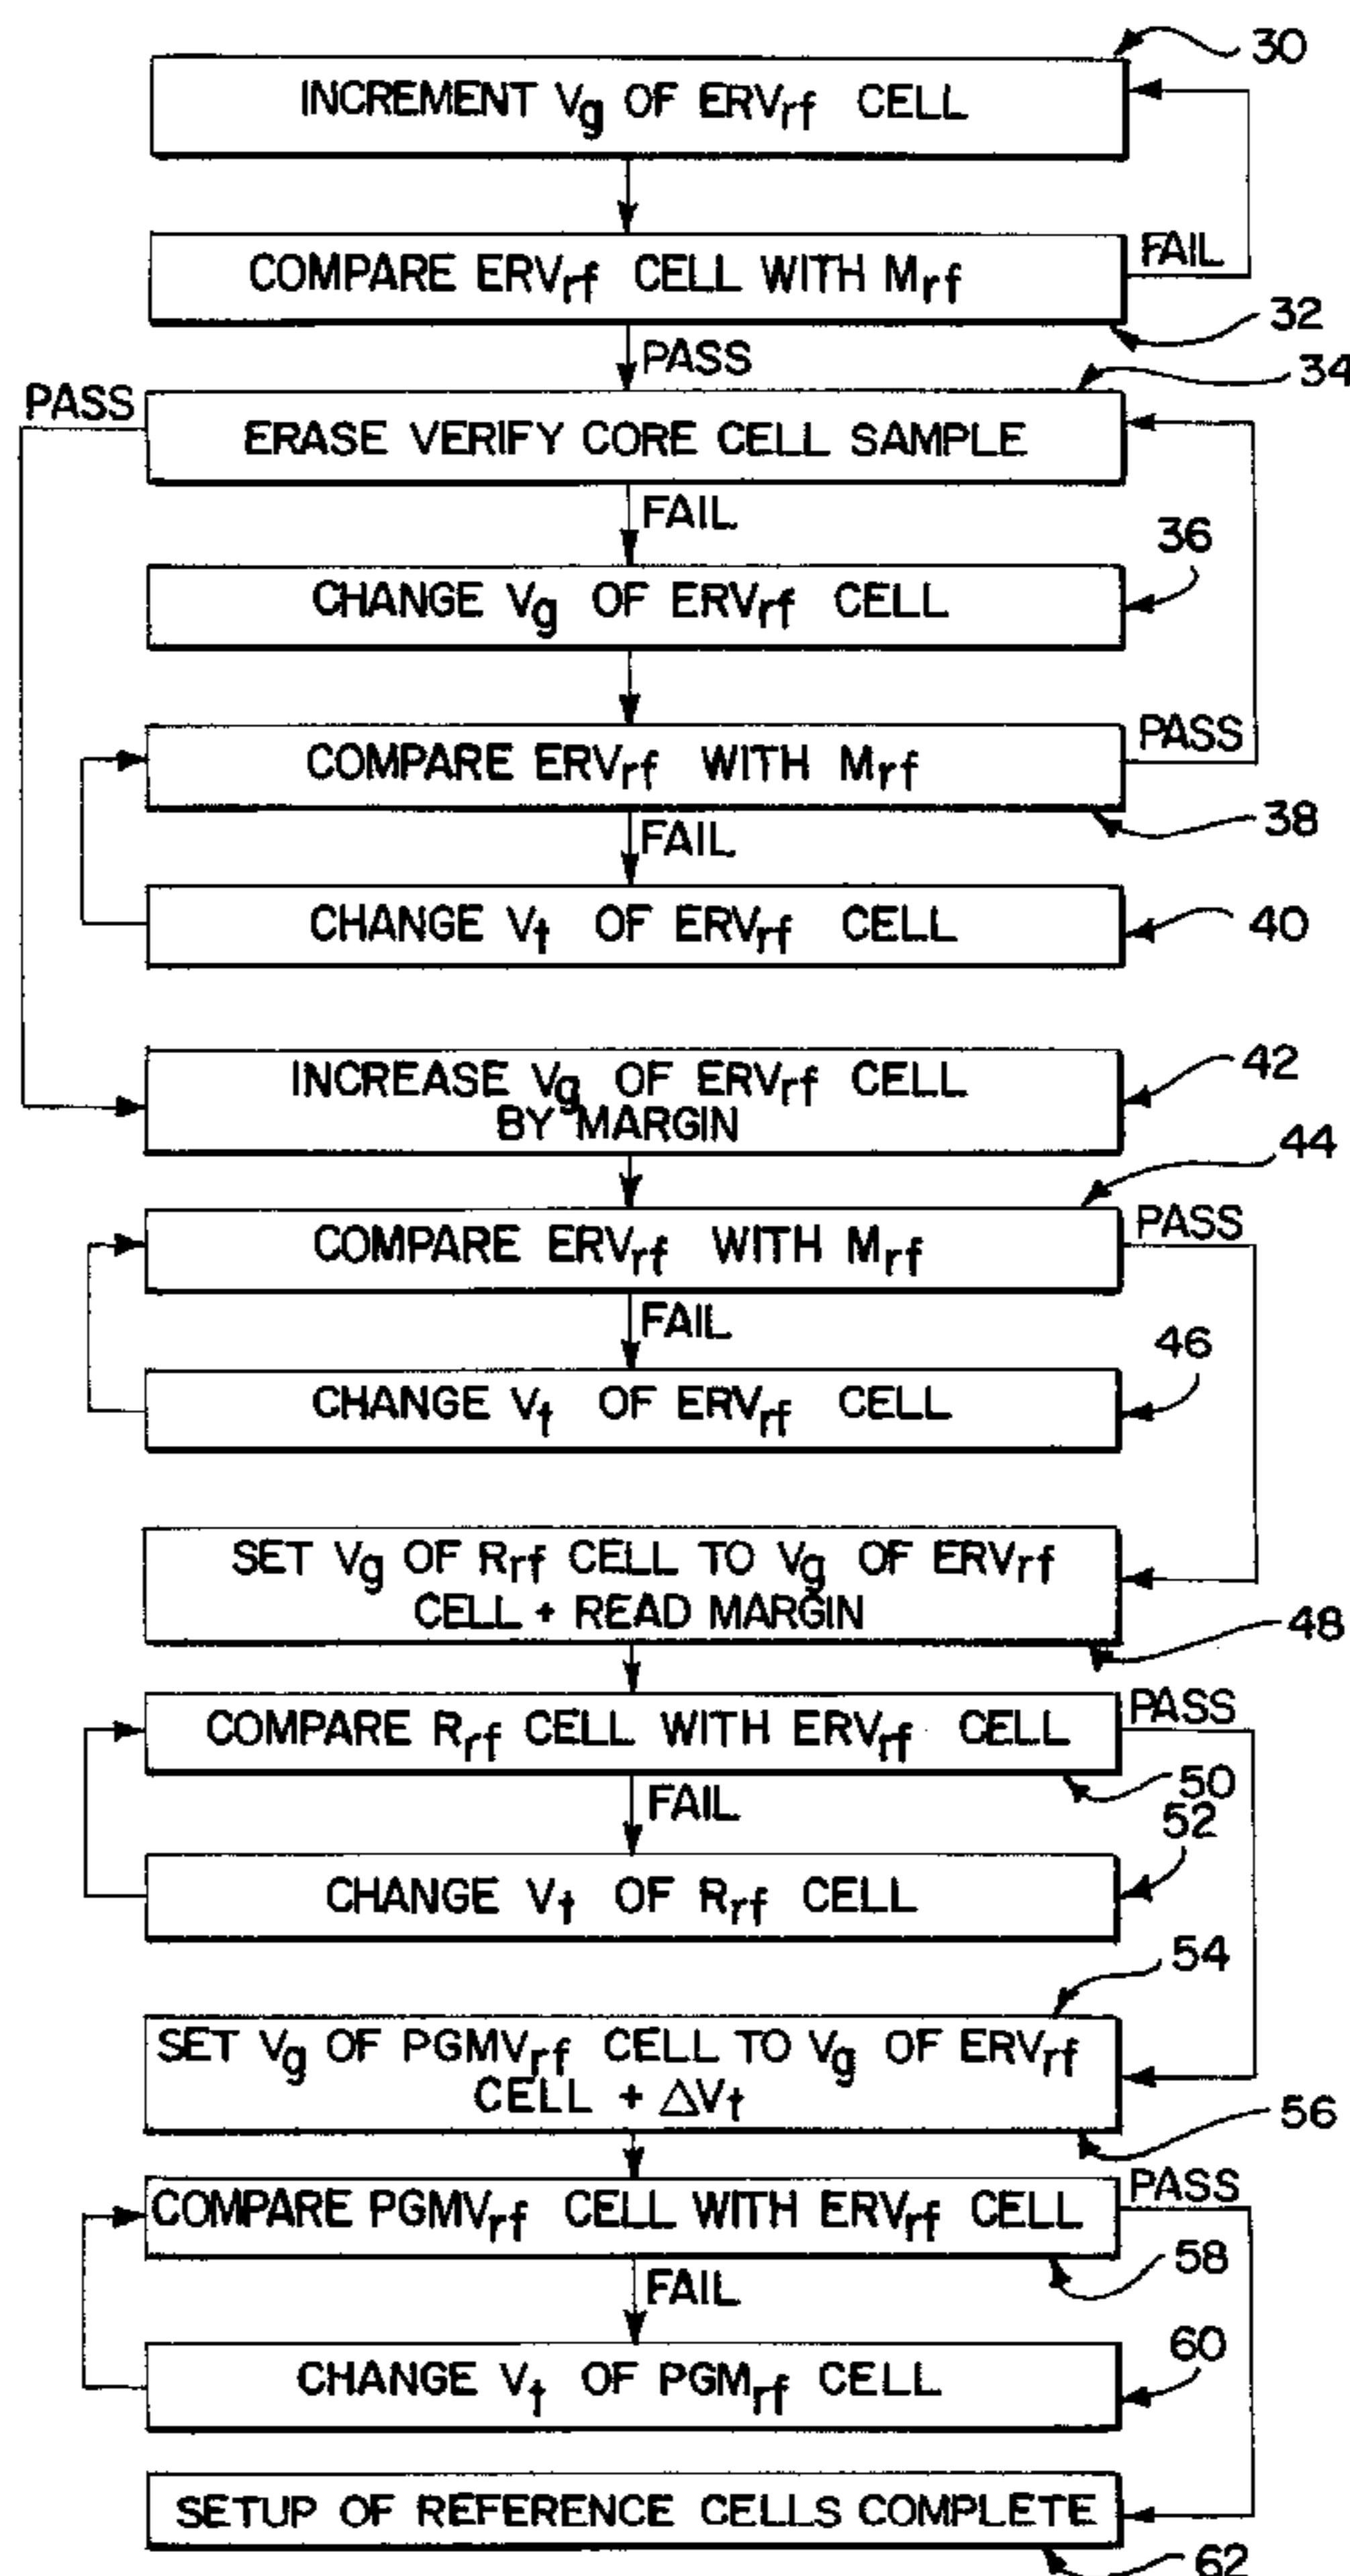 30
INCREMENT Vg OF ERVrf CELL
COMPARE ERVrf CELL WITH Mrf
FAIL
32
PASS
34
PASS
ERASE VERIFY CORE CELL SAMPLE
FAIL
36
CHANGE Vg OF ERVrf CELL
COMPARE ERVrf WITH Mrf
PASS
38
FAIL
CHANGE Vt OF ERVrf CELL
40
INCREASE Vg OF ERVrf CELL
BY MARGIN
42
44
COMPARE ERVrf WITH Mrf
PASS
FAIL
46
CHANGE Vt OF ERVrf CELL
SET Vg OF Rrf CELL TO Vg OF ERVrf
CELL + READ MARGIN
48
COMPARE Rrf CELL WITH ERVrf CELL
PASS
50
FAIL
52
CHANGE Vt OF Rrf CELL
54
SET Vg OF PGMVrf CELL TO Vg OF ERVrf
CELL + ΔVt
56
COMPARE PGMVrf CELL WITH ERVrf CELL
PASS
58
FAIL
60
CHANGE Vt OF PGMrf CELL
SETUP OF REFERENCE CELLS COMPLETE
62